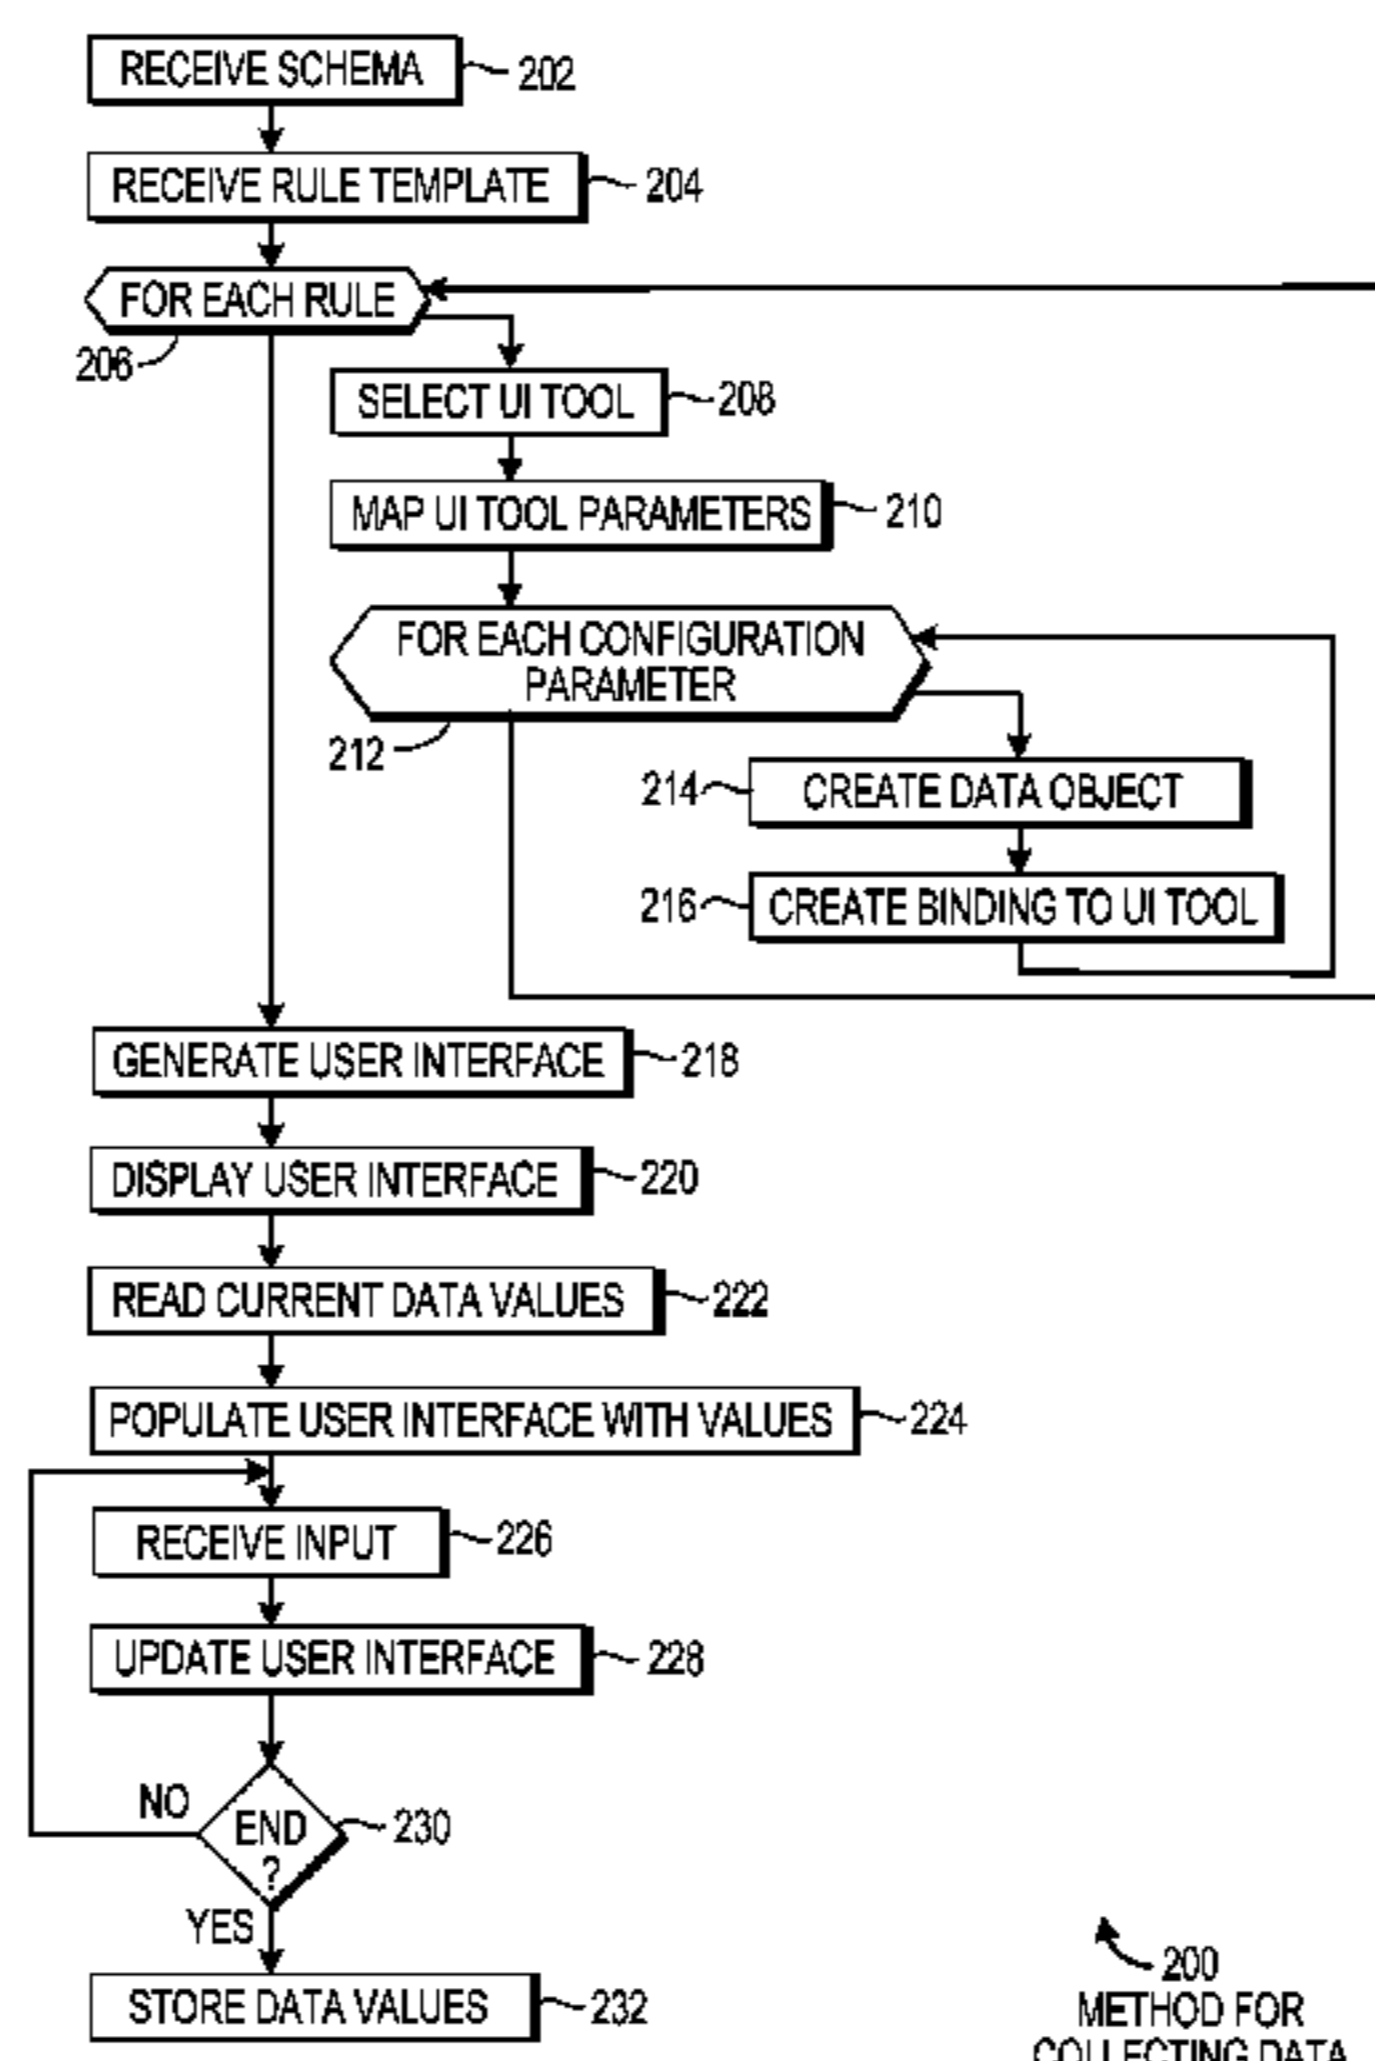 RECEIVE SCHEMA
202
RECEIVE RULE TEMPLATE
204
FOR EACH RULE
206
SELECT UI TOOL
208
MAP UI TOOL PARAMETERS
210
FOR EACH CONFIGURATION
PARAMETER
212
214
CREATE DATA OBJECT
216
CREATE BINDING TO UI TOOL
GENERATE USER INTERFACE
218
DISPLAY USER INTERFACE
220
READ CURRENT DATA VALUES
222
POPULATE USER INTERFACE WITH VALUES
224
RECEIVE INPUT
226
UPDATE USER INTERFACE
228
NO
END
?
230
YES
STORE DATA VALUES
232
200
METHOD FOR
COLLECTING DATA